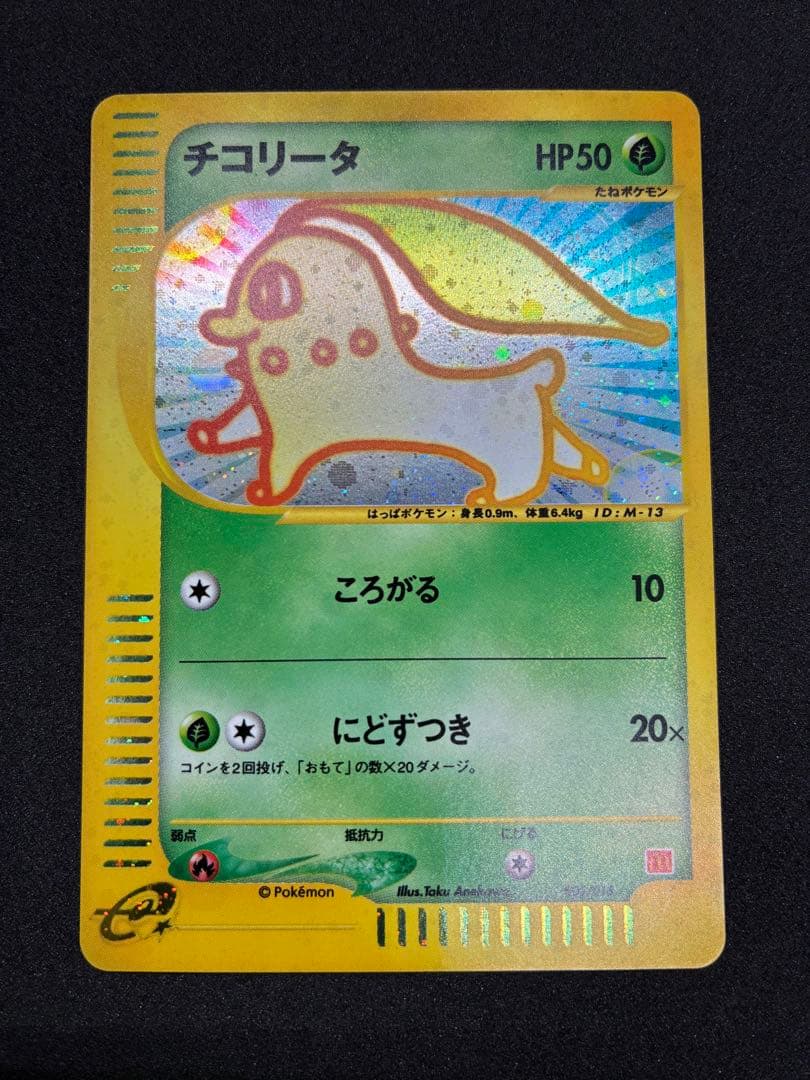 チコリータ HP50
たねポケモン
はっぱポケモン:身長0.9m、体重6.4kg ID:M-13
ころがる 10
にどずつき 20×
コインを2回投げ、「おもて」の数×20ダメージ。
弱点 抵抗力 にげる
©Pokémon Illus.Taku